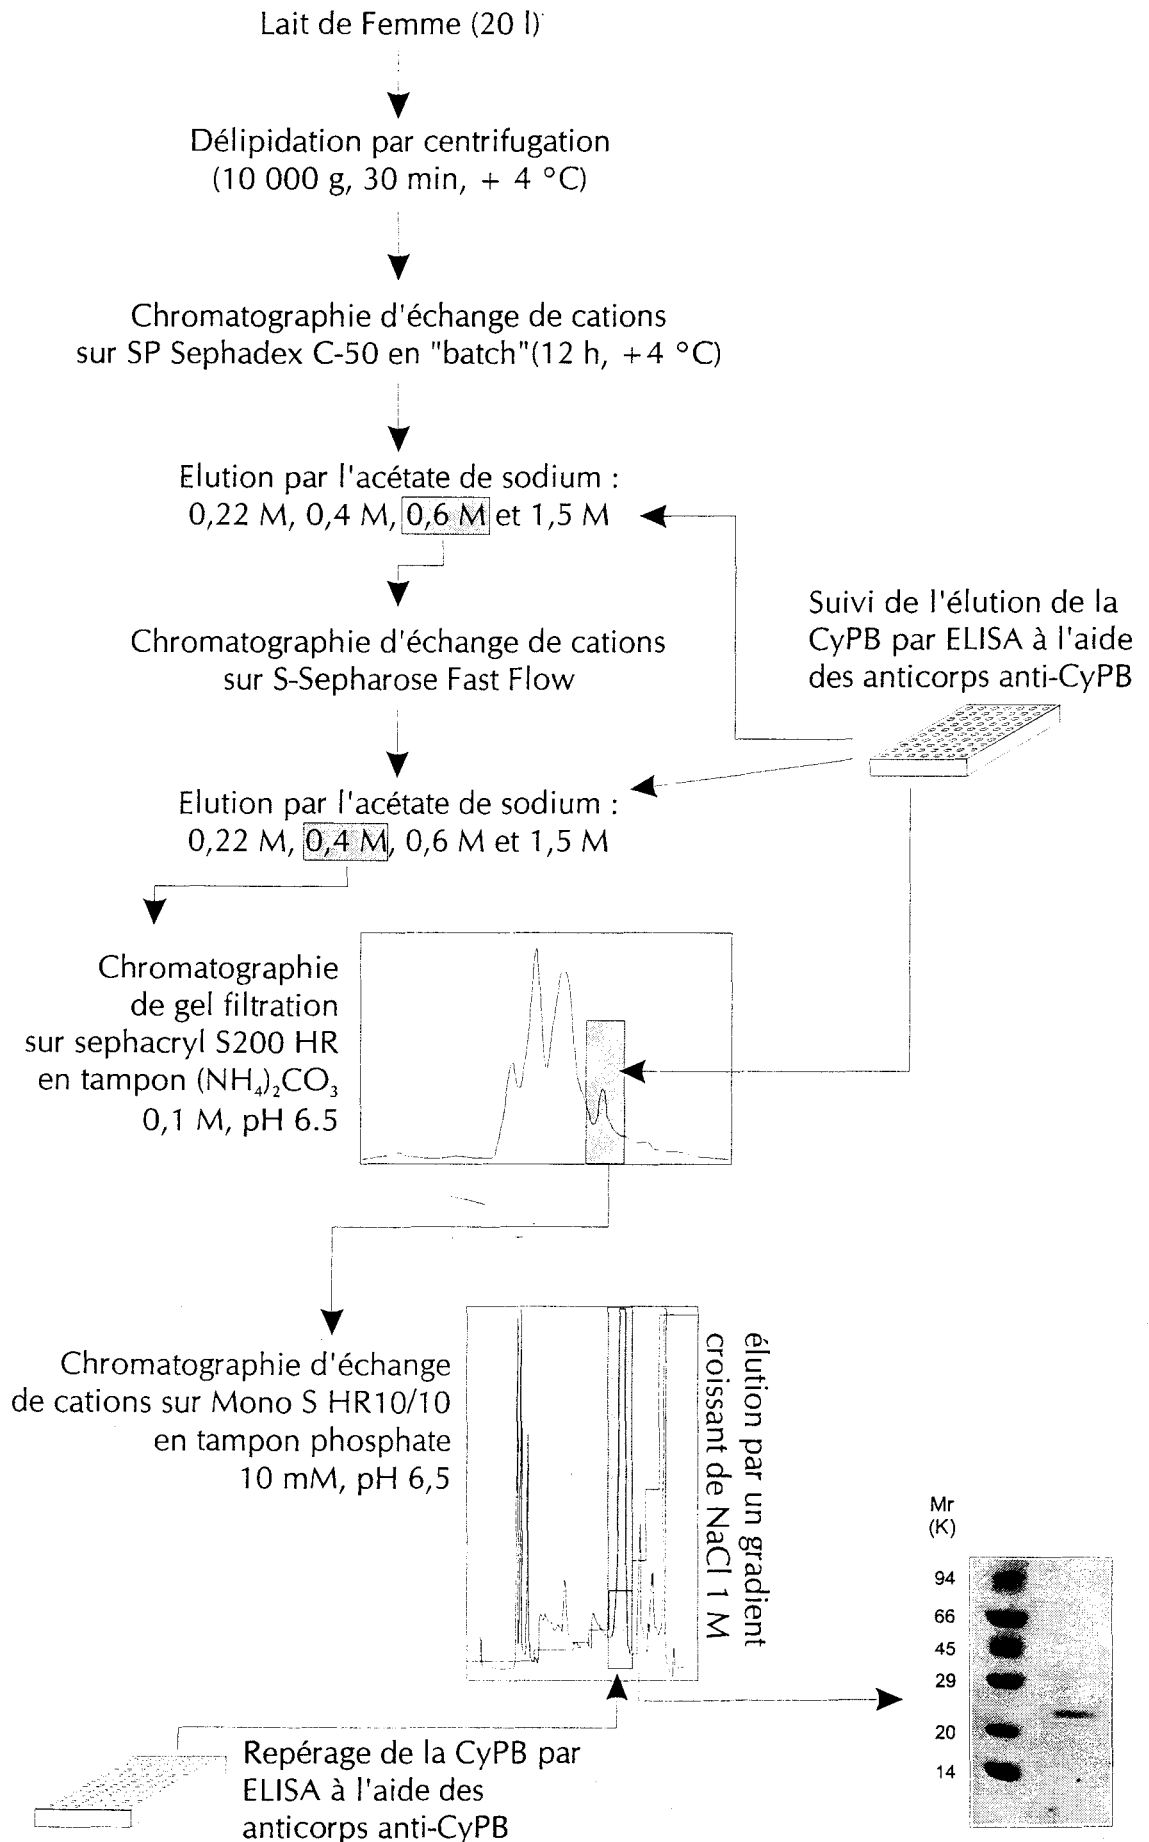 Lait de Femme (20 l)
Délipidation par centrifugation
(10 000 g, 30 min, + 4 °C)
Chromatographie d'échange de cations
sur SP Sephadex C-50 en "batch"(12 h, +4 °C)
Elution par l'acétate de sodium :
0,22 M, 0,4 M, 0,6 M et 1,5 M
Suivi de l'élution de la
CyPB par ELISA à l'aide
des anticorps anti-CyPB
Chromatographie d'échange de cations
sur S-Sepharose Fast Flow
Elution par l'acétate de sodium :
0,22 M, 0,4 M, 0,6 M et 1,5 M
Chromatographie
de gel filtration
sur sephacryl S200 HR
en tampon (NH₄)₂CO₃
0,1 M, pH 6.5
Chromatographie d'échange
de cations sur Mono S HR10/10
en tampon phosphate
10 mM, pH 6,5
élution par un gradient
croissant de NaCl 1 M
Mr
(K)
94
66
45
29
20
14
Repérage de la CyPB par
ELISA à l'aide des
anticorps anti-CyPB